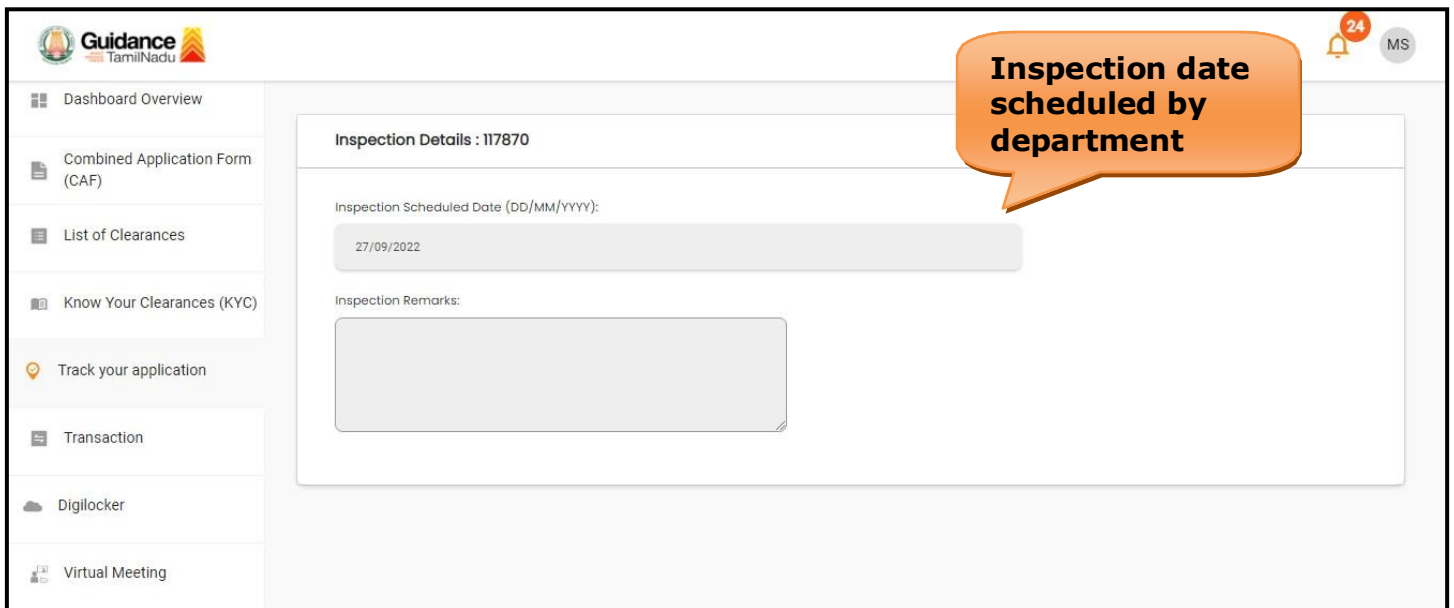 Guidance
TamilNadu
24
MS
Inspection date
scheduled by
department
Dashboard Overview
Combined Application Form
(CAF)
List of Clearances
Know Your Clearances (KYC)
Track your application
Transaction
Digilocker
Virtual Meeting
Inspection Details : 117870
Inspection Scheduled Date (DD/MM/YYYY):
27/09/2022
Inspection Remarks: